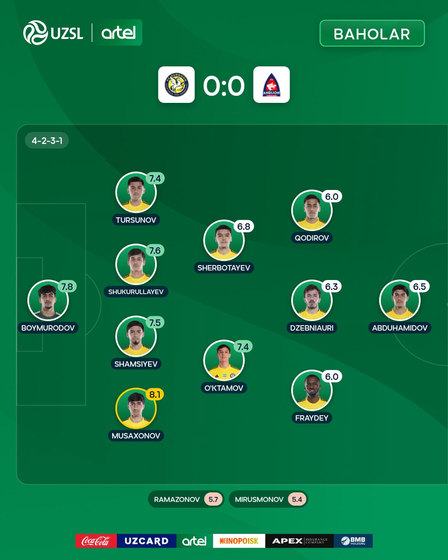 UZSL
artel
BAHOLAR
0:0
4-2-3-1
7.4
TURSUNOV
6.0
QODIROV
6.8
SHERBOTAYEV
7.6
SHUKURULLAYEV
7.8
BOYMURODOV
6.3
DZEBNIAURI
6.5
ABDUHAMIDOV
7.5
SHAMSIYEV
7.4
O'KTAMOV
6.0
FRAYDEY
8.1
MUSAXONOV
RAMAZONOV 5.7
MIRUSMONOV 5.4
Coca-Cola
UZCARD
artel
KINOPOISK
APEX
BMB